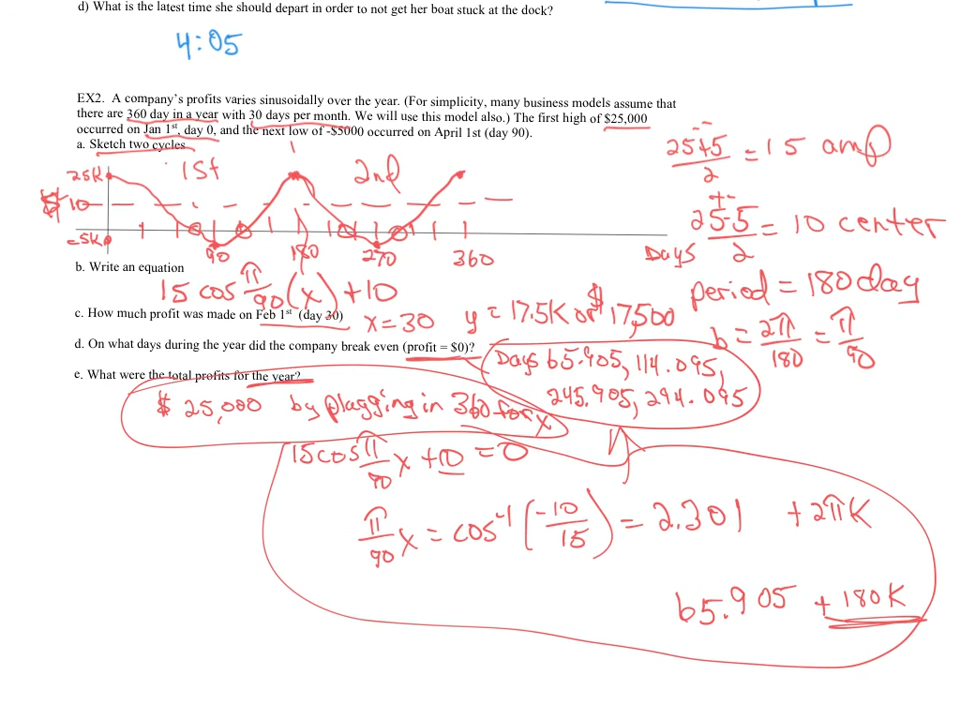 d) What is the latest time she should depart in order to not get her boat stuck at the dock?
4:05
EX2. A company's profits varies sinusoidally over the year. (For simplicity, many business models assume that
there are 360 day in a year with 30 days per month. We will use this model also.) The first high of $25,000
occurred on Jan 1st, day 0, and the next low of -$5000 occurred on April 1st (day 90).
a. Sketch two cycles
25+5 / 2 = 15 amp
25-5 / 2 = 10 center
25K 1st 2nd
$ 10
-5K
90 180 270 360 Days
b. Write an equation
15 cos π/90 (x) + 10
period = 180 day
b = 2π/180 = π/90
c. How much profit was made on Feb 1st (day 30)
x=30 y = 17.5K or $17,500
d. On what days during the year did the company break even (profit = $0)?
Days 65.905, 114.095,
245.905, 294.095
e. What were the total profits for the year?
$ 25,000 by plugging in 360 for x
15cos π/90 x + 10 = 0
π/90 x = cos⁻¹ (-10/15) = 2.301 + 2πK
65.905 + 180K